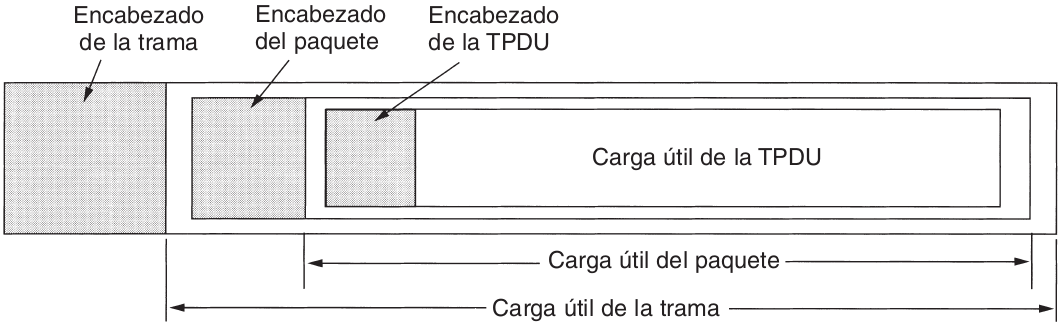 Encabezado
de la trama
Encabezado
del paquete
Encabezado
de la TPDU
Carga útil de la TPDU
Carga útil del paquete
Carga útil de la trama